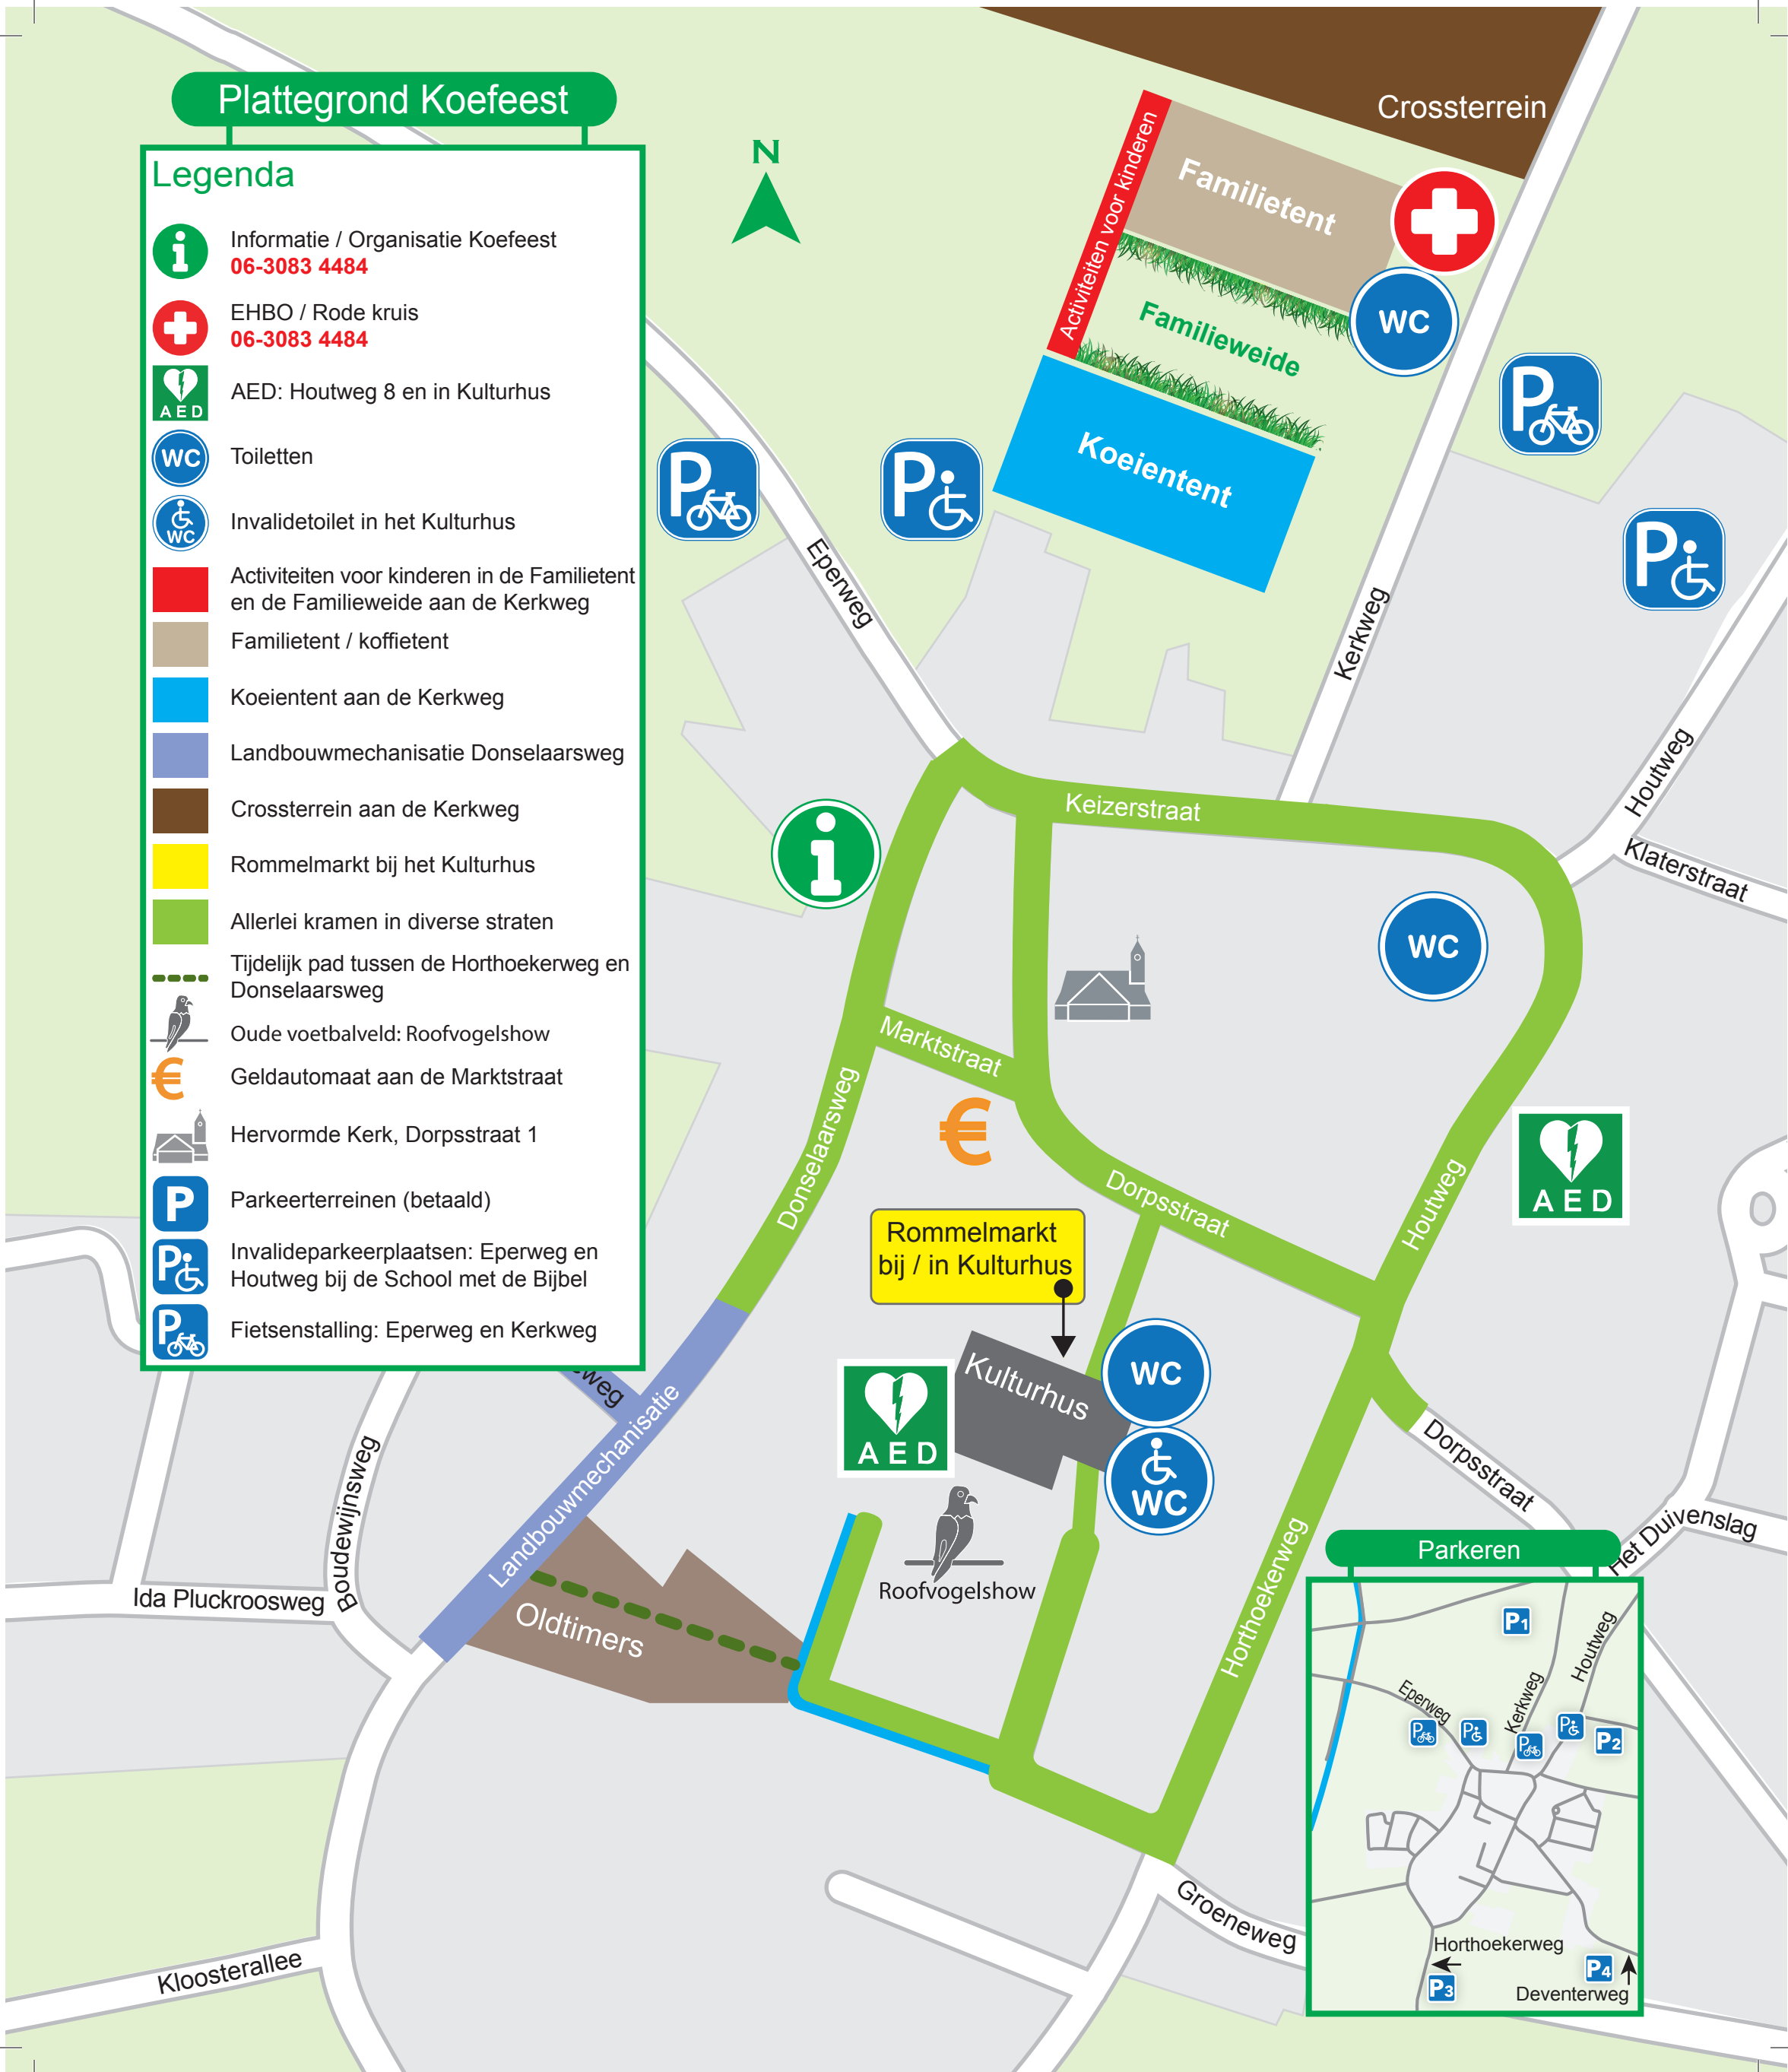 Plattegrond Koefeest
Legenda
Informatie / Organisatie Koefeest
06-3083 4484
EHBO / Rode kruis
06-3083 4484
AED
AED: Houtweg 8 en in Kulturhus
WC
Toiletten
WC
Invalidetoilet in het Kulturhus
Activiteiten voor kinderen in de Familietent
en de Familieweide aan de Kerkweg
Familietent / koffietent
Koeientent aan de Kerkweg
Landbouwmechanisatie Donselaarsweg
Crossterrein aan de Kerkweg
Rommelmarkt bij het Kulturhus
Allerlei kramen in diverse straten
Tijdelijk pad tussen de Horthoekerweg en
Donselaarsweg
Oude voetbalveld: Roofvogelshow
€
Geldautomaat aan de Marktstraat
Hervormde Kerk, Dorpsstraat 1
P
Parkeerterreinen (betaald)
P
Invalideparkeerplaatsen: Eperweg en
Houtweg bij de School met de Bijbel
P
Fietsenstalling: Eperweg en Kerkweg
N
Crossterrein
Activiteiten voor kinderen
Familietent
WC
Familieweide
Koeientent
P
P
P
P
Eperweg
Kerkweg
Houtweg
Klaterstraat
Keizerstraat
i
WC
Marktstraat
€
Donselaarsweg
Dorpsstraat
Houtweg
AED
Rommelmarkt
bij / in Kulturhus
Kulturhus
WC
WC
AED
Roofvogelshow
weg
Landbouwmechanisatie
Oldtimers
Boudewijnsweg
Ida Pluckroosweg
Kloosterallee
Horthoekerweg
Groeneweg
Dorpsstraat
Het Duivenslag
Parkeren
P1
Houtweg
Kerkweg
Eperweg
P
P
P
P
P2
Horthoekerweg
P3
P4
Deventerweg